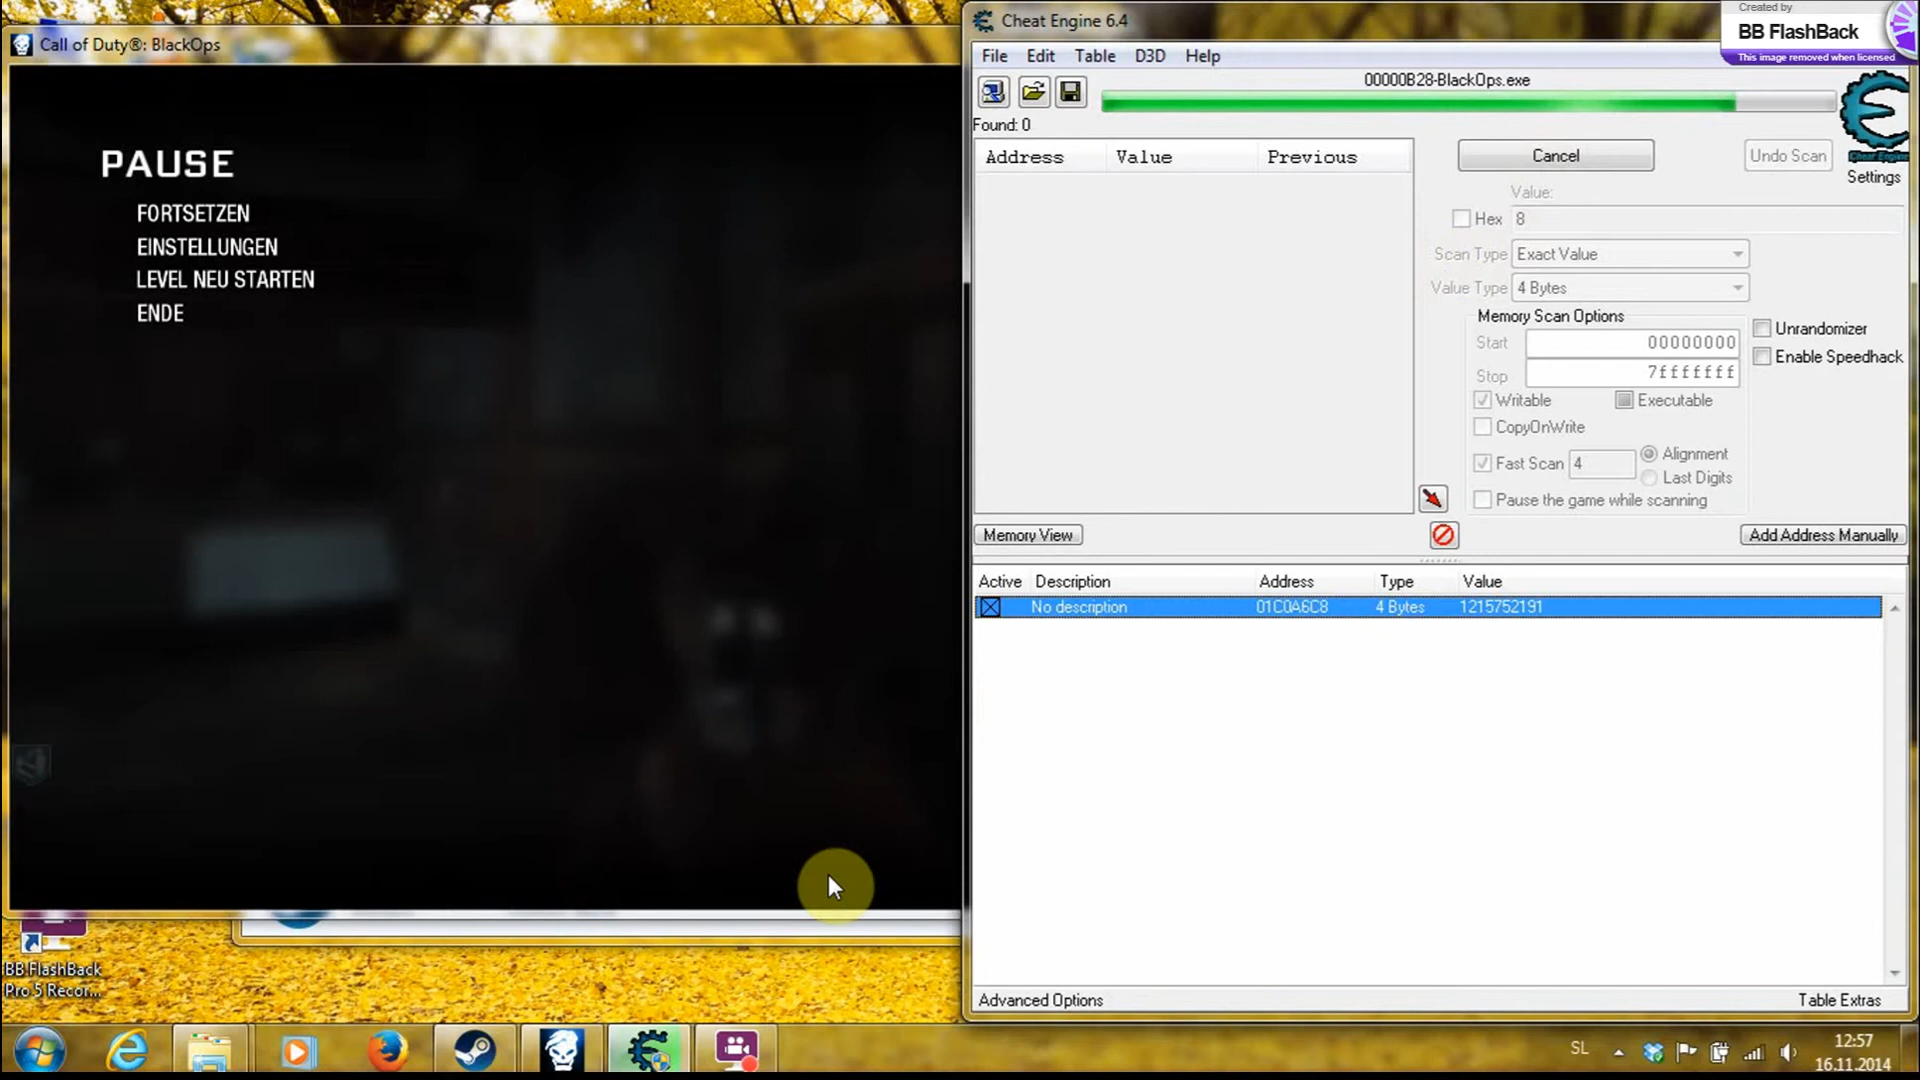 Call of Duty®: BlackOps
PAUSE
FORTSETZEN
EINSTELLUNGEN
LEVEL NEU STARTEN
ENDE
BB FlashBack
Pro 5 Recor...
Cheat Engine 6.4
Created by
BB FlashBack
This image removed when licensed
File Edit Table D3D Help
00000B28-BlackOps.exe
Found: 0
Address Value Previous
Cancel
Undo Scan
Cheat Engine
Settings
Value:
Hex 8
Scan Type Exact Value
Value Type 4 Bytes
Memory Scan Options
Start 00000000
Stop 7fffffff
Writable Executable
CopyOnWrite
Fast Scan 4
Alignment
Last Digits
Pause the game while scanning
Unrandomizer
Enable Speedhack
Memory View
Add Address Manually
Active Description Address Type Value
No description 01C0A6C8 4 Bytes 1215752191
Advanced Options
Table Extras
SL
12:57
16.11.2014